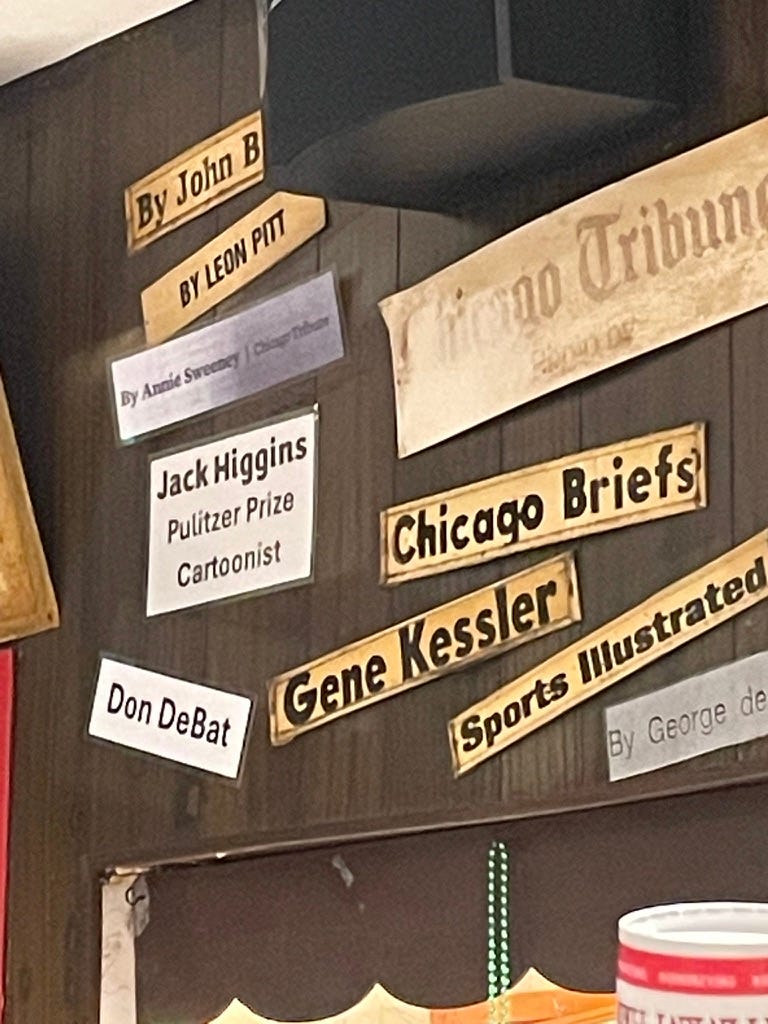 By John B
BY LEON PITT
By Annie Sweeney | Chicago Tribune
Jack Higgins
Pulitzer Prize
Cartoonist
Don DeBat
Chicago Tribune
Chicago Briefs
Gene Kessler
Sports Illustrated
By George de